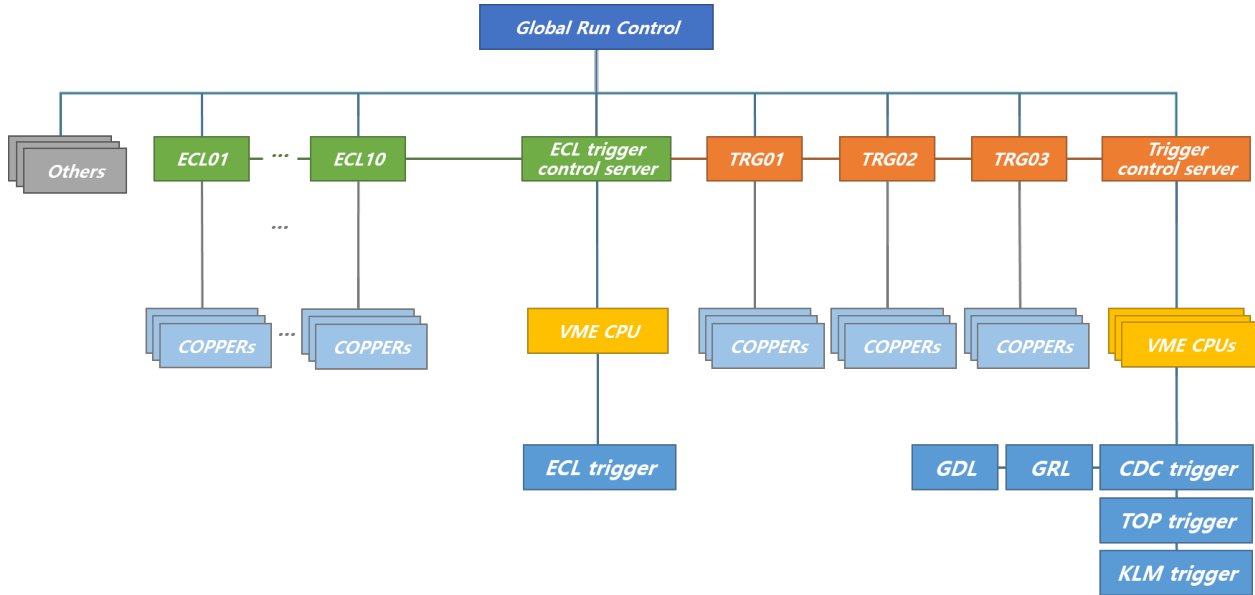 Global Run Control
Others
ECL01
...
ECL10
ECL trigger
control server
TRG01
TRG02
TRG03
Trigger
control server
...
COPPERs
...
COPPERs
VME CPU
COPPERs
COPPERs
COPPERs
VME CPUs
ECL trigger
GDL
GRL
CDC trigger
TOP trigger
KLM trigger